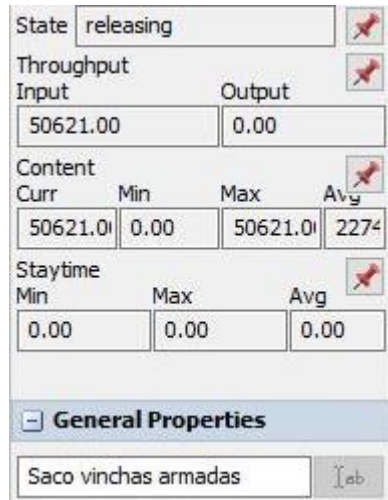 State releasing
Throughput
Input Output
50621.00 0.00
Content
Curr Min Max Avg
50621.0 0.00 50621.0 2274
Staytime
Min Max Avg
0.00 0.00 0.00
General Properties
Saco vinchas armadas ab